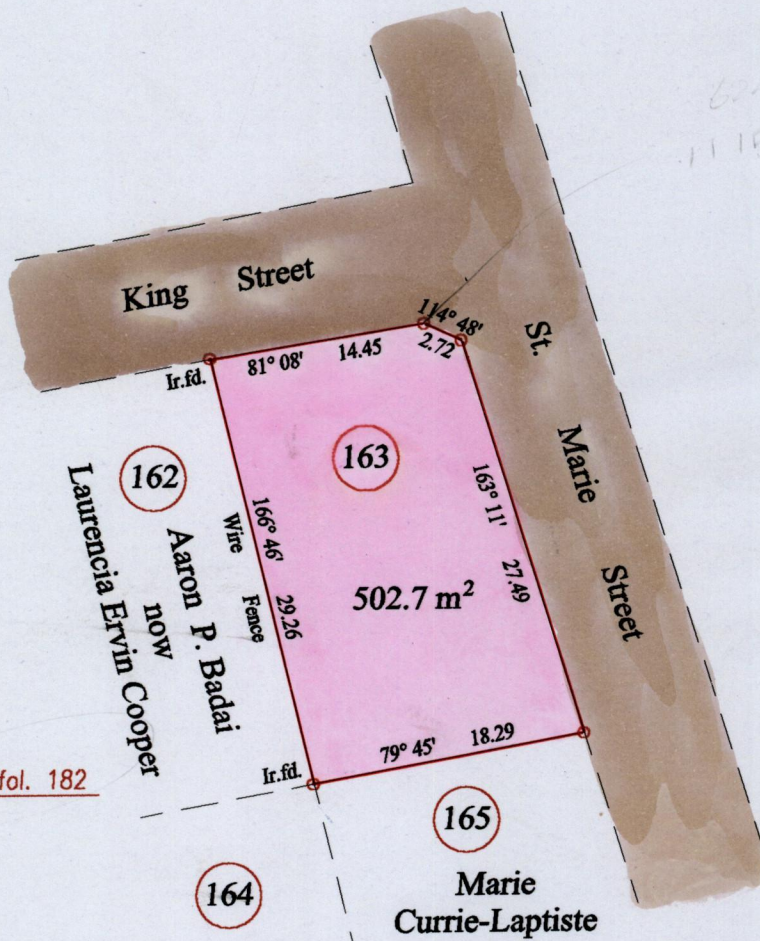 King Street
St. Marie Street
114° 48'
2.72
81° 08' 14.45
Ir.fd.
162
163
163° 11' 27.49
166° 46' 29.26
Wire Fence
Aaron P. Badai
now
Laurencia Ervin Cooper
502.7 m²
79° 45' 18.29
Ir.fd.
fol. 182
165
164
Marie
Currie-Laptiste